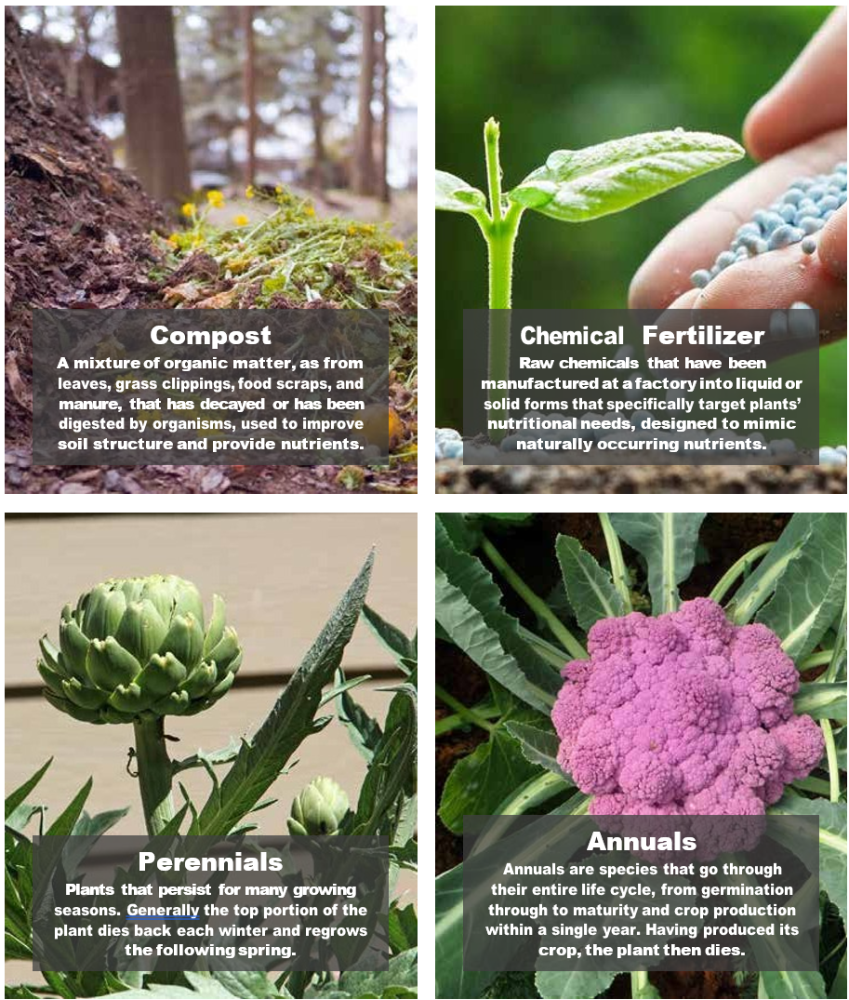 Compost
A mixture of organic matter, as from
leaves, grass clippings, food scraps, and
manure, that has decayed or has been
digested by organisms, used to improve
soil structure and provide nutrients.
Chemical Fertilizer
Raw chemicals that have been
manufactured at a factory into liquid or
solid forms that specifically target plants’
nutritional needs, designed to mimic
naturally occurring nutrients.
Perennials
Plants that persist for many growing
seasons. Generally the top portion of the
plant dies back each winter and regrows
the following spring.
Annuals
Annuals are species that go through
their entire life cycle, from germination
through to maturity and crop production
within a single year. Having produced its
crop, the plant then dies.